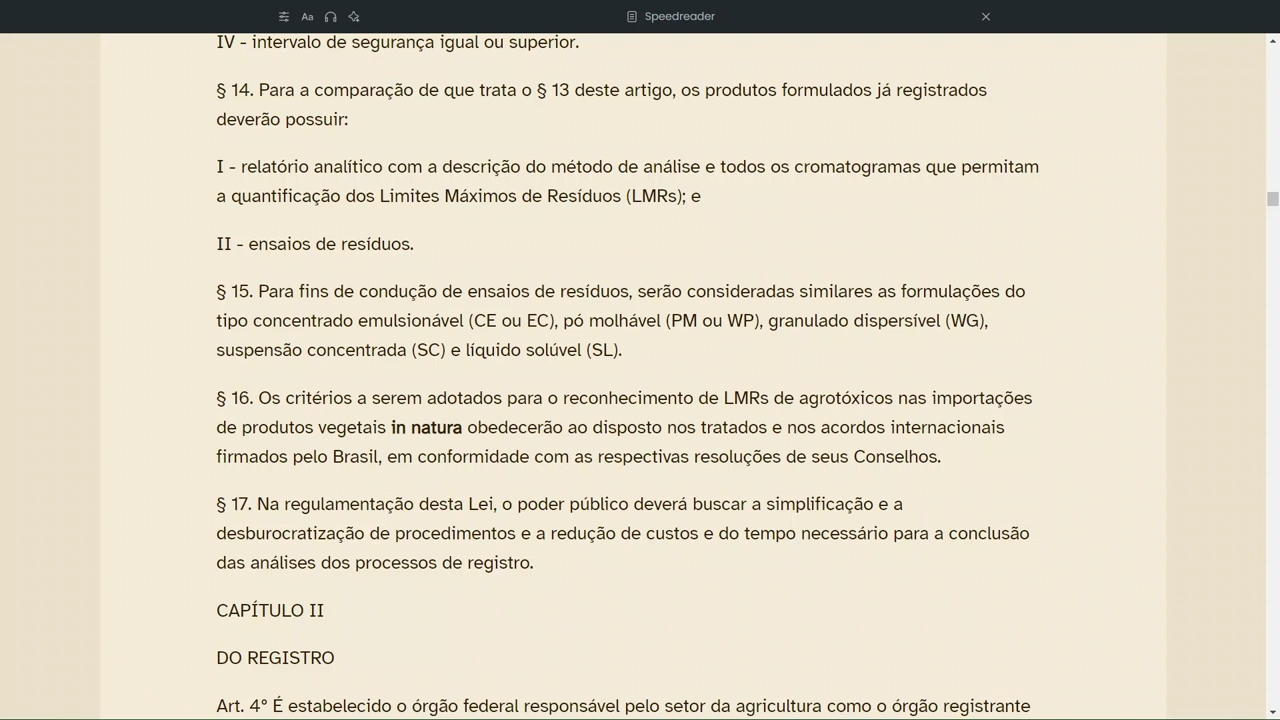 Aa
Speedreader
IV - intervalo de segurança igual ou superior.
§ 14. Para a comparação de que trata o § 13 deste artigo, os produtos formulados já registrados
deverão possuir:
I - relatório analítico com a descrição do método de análise e todos os cromatogramas que permitam
a quantificação dos Limites Máximos de Resíduos (LMRs); e
II - ensaios de resíduos.
§ 15. Para fins de condução de ensaios de resíduos, serão consideradas similares as formulações do
tipo concentrado emulsionável (CE ou EC), pó molhável (PM ou WP), granulado dispersível (WG),
suspensão concentrada (SC) e líquido solúvel (SL).
§ 16. Os critérios a serem adotados para o reconhecimento de LMRs de agrotóxicos nas importações
de produtos vegetais in natura obedecerão ao disposto nos tratados e nos acordos internacionais
firmados pelo Brasil, em conformidade com as respectivas resoluções de seus Conselhos.
§ 17. Na regulamentação desta Lei, o poder público deverá buscar a simplificação e a
desburocratização de procedimentos e a redução de custos e do tempo necessário para a conclusão
das análises dos processos de registro.
CAPÍTULO II
DO REGISTRO
Art. 4º É estabelecido o órgão federal responsável pelo setor da agricultura como o órgão registrante